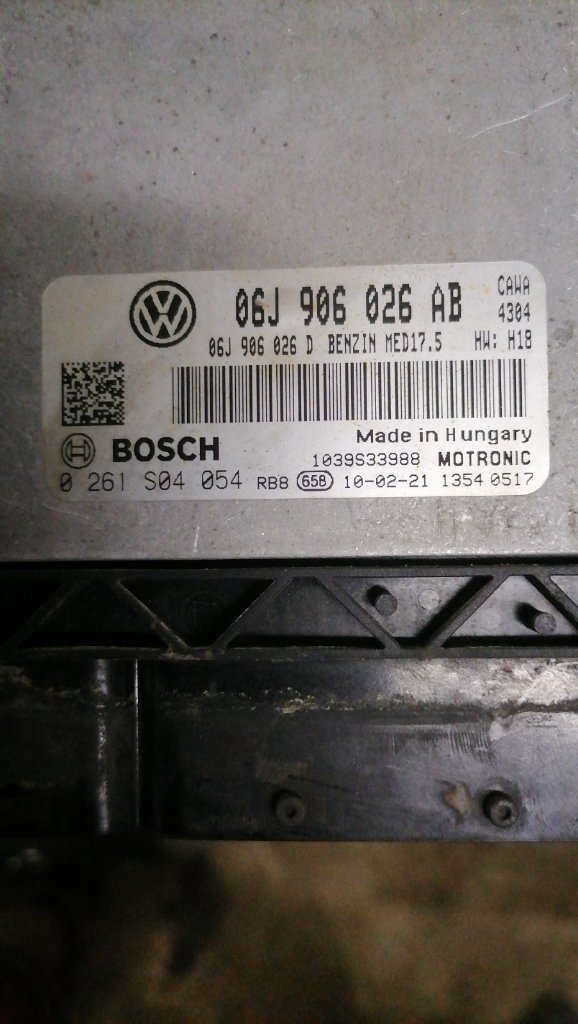 06J 906 026 AB CAWA
4304
06J 906 026 D BENZIN MED17.5 HW: H18
BOSCH Made in Hungary
1039S33988 MOTRONIC
0 261 S04 054 RB8 65B 10-02-21 1354 0517